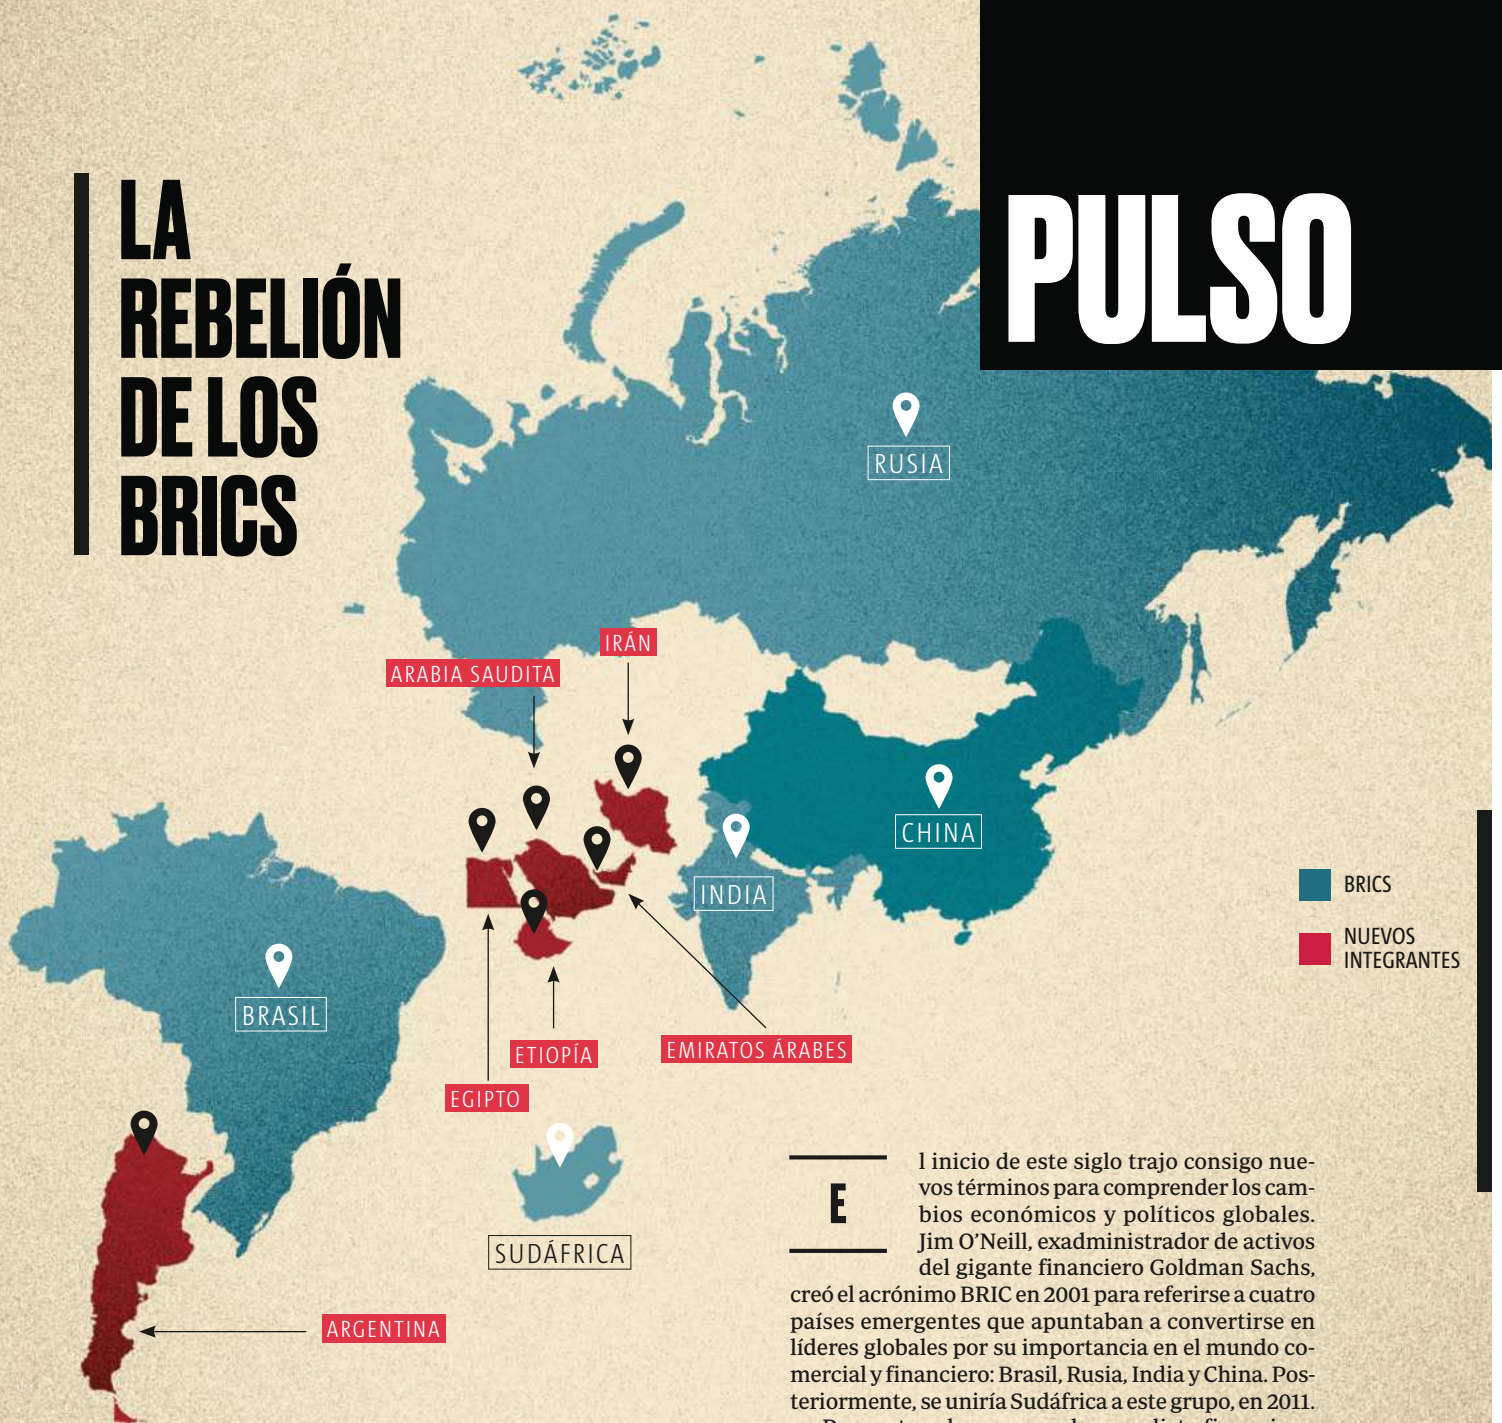 LA
REBELIÓN
DE LOS
BRICS
PULSO
RUSIA
IRÁN
ARABIA SAUDITA
CHINA
INDIA
BRICS
NUEVOS
INTEGRANTES
BRASIL
ETIOPÍA
EMIRATOS ÁRABES
EGIPTO
SUDÁFRICA
ARGENTINA
El inicio de este siglo trajo consigo nue-
vos términos para comprender los cam-
bios económicos y políticos globales.
Jim O’Neill, exadministrador de activos
del gigante financiero Goldman Sachs,
creó el acrónimo BRIC en 2001 para referirse a cuatro
países emergentes que apuntaban a convertirse en
líderes globales por su importancia en el mundo co-
mercial y financiero: Brasil, Rusia, India y China. Pos-
teriormente, se uniría Sudáfrica a este grupo, en 2011.